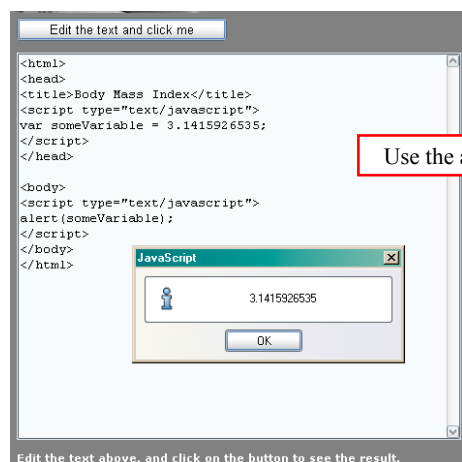 Edit the text and click me
<html>
<head>
<title>Body Mass Index</title>
<script type="text/javascript">
var someVariable = 3.1415926535;
</script>
</head>
Use the
<body>
<script type="text/javascript">
alert(someVariable);
</script>
</body>
</html>
JavaScript
3.1415926535
OK
Edit the text above, and click on the button to see the result.